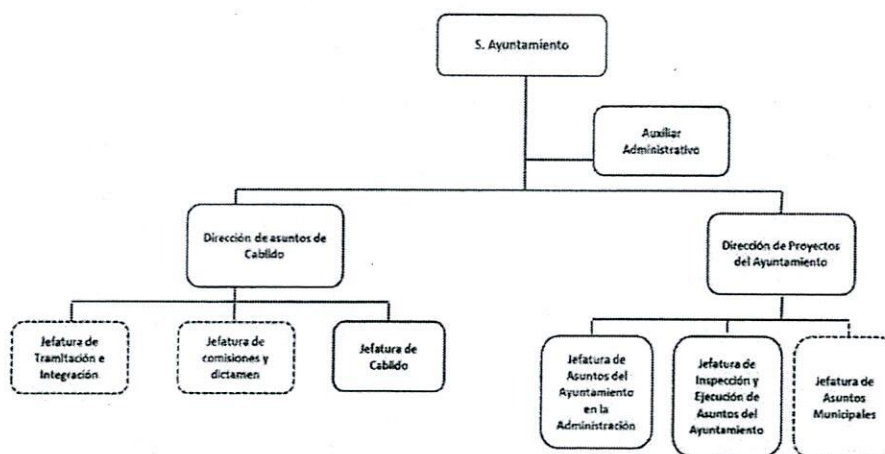 S. Ayuntamiento
Auxiliar
Administrativo
Dirección de asuntos de
Cabildo
Dirección de Proyectos
del Ayuntamiento
Jefatura de
Tramitación e
Integración
Jefatura de
comisiones y
dictamen
Jefatura de
Cabildo
Jefatura de
Asuntos del
Ayuntamiento
en la
Administración
Jefatura de
Inspección y
Ejecución de
Asuntos del
Ayuntamiento
Jefatura de
Asuntos
Municipales